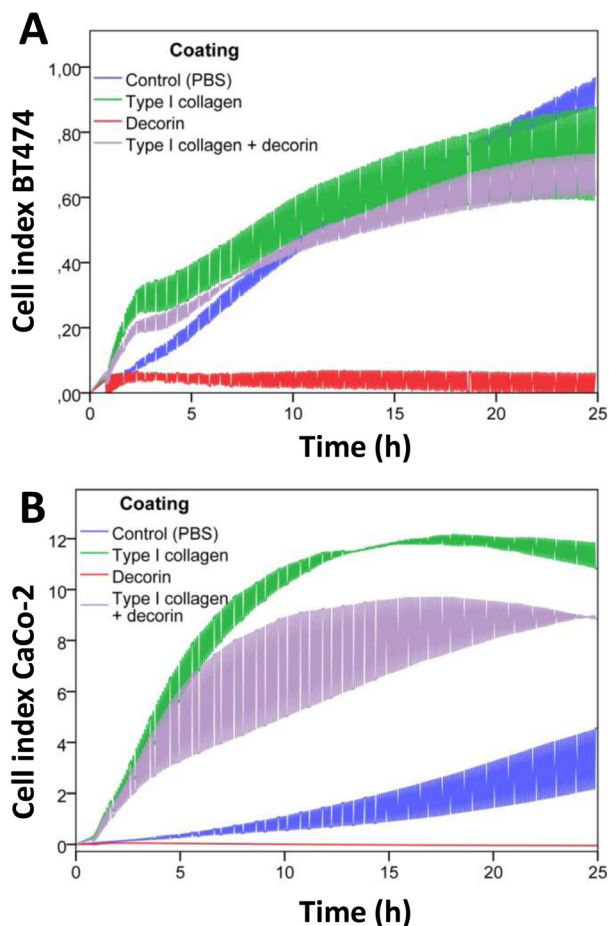 A
Coating
Control (PBS)
Type I collagen
Decorin
Type I collagen + decorin
1,00
,80
,60
,40
,20
,00
0 5 10 15 20 25
Cell index BT474
Time (h)
B
Coating
Control (PBS)
Type I collagen
Decorin
Type I collagen
+ decorin
12
10
8
6
4
2
0
0 5 10 15 20 25
Cell index CaCo-2
Time (h)